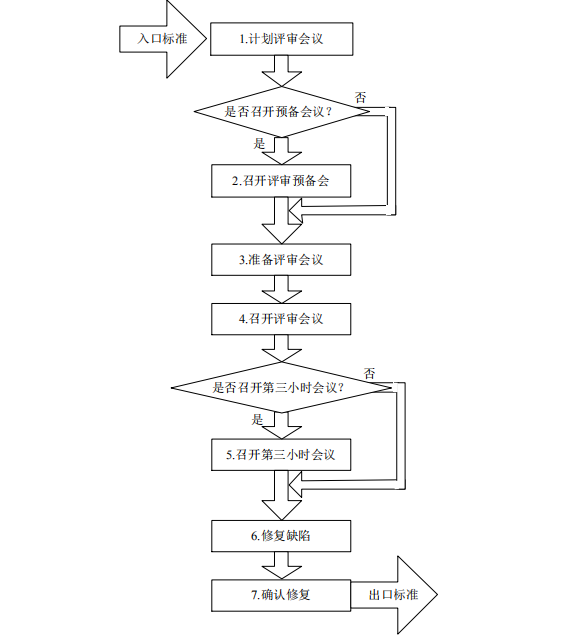 入口标准
1.计划评审会议
是否召开预备会议？
否
是
2.召开评审预备会
3.准备评审会议
4.召开评审会议
是否召开第三小时会议？
否
是
5.召开第三小时会议
6.修复缺陷
7.确认修复
出口标准